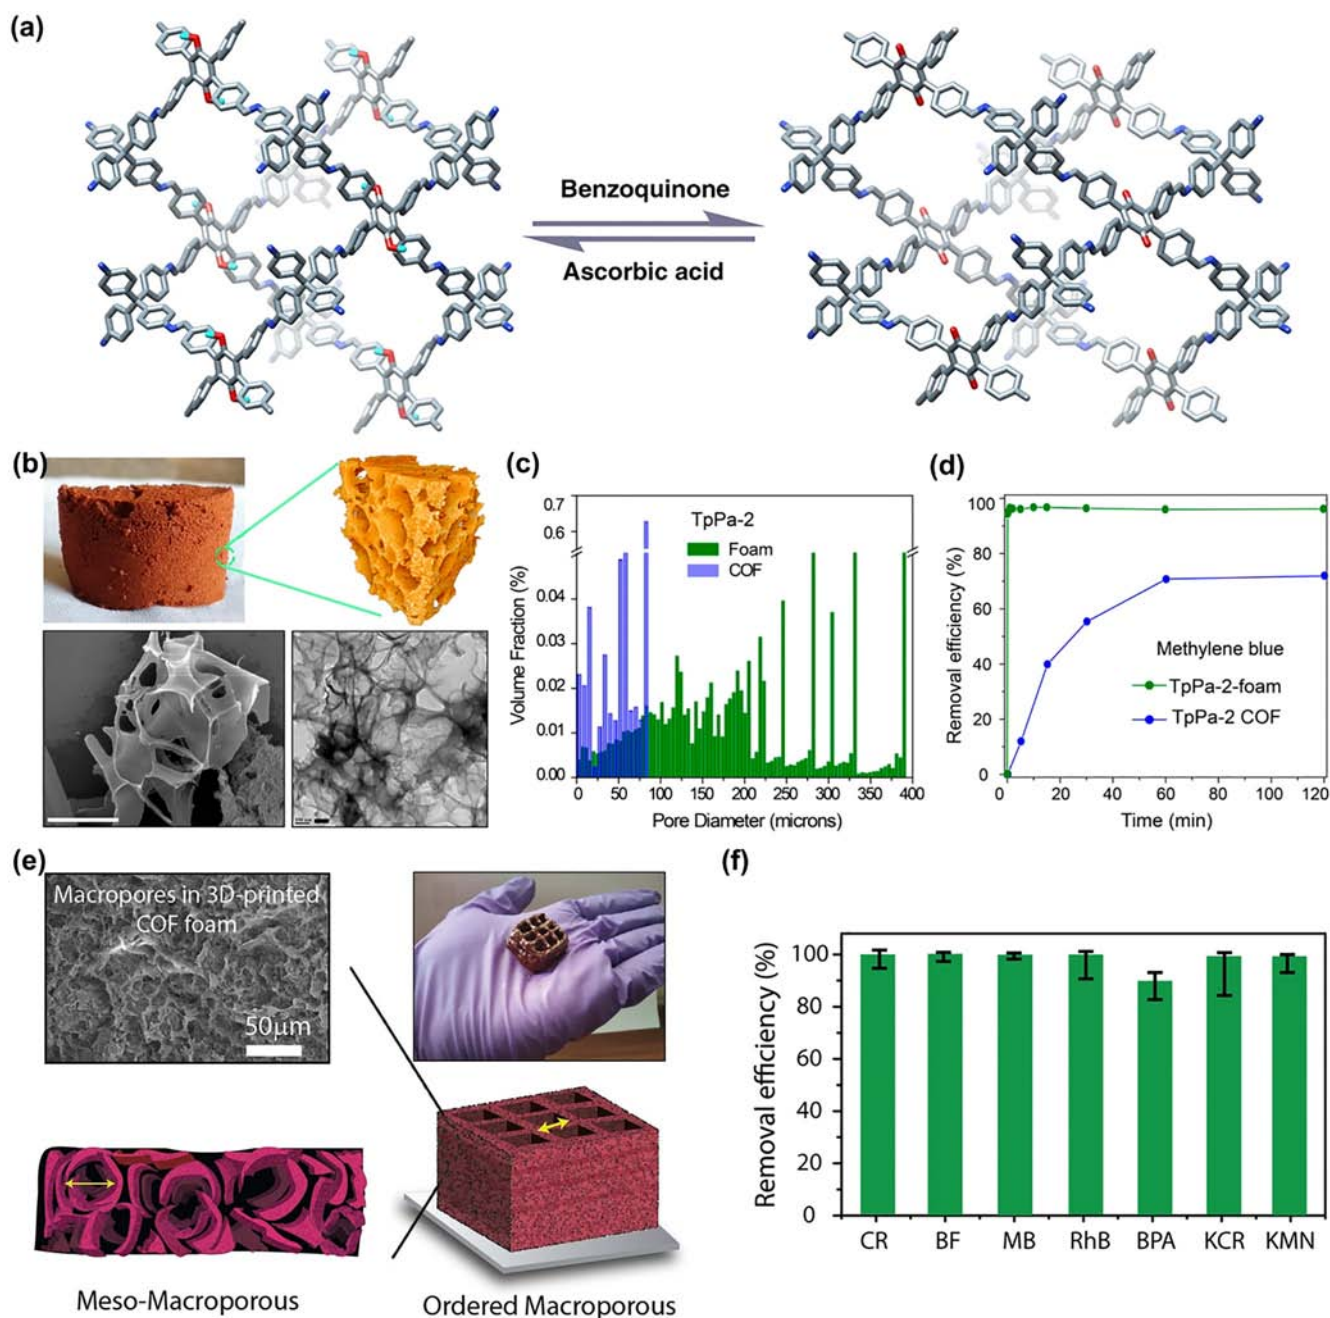 (a)
Benzoquinone
Ascorbic acid
(b)
(c)
0.7
0.6
0.04
0.03
0.02
0.01
0.00
Volume Fraction (%)
TpPa-2
Foam
COF
0 50 100 150 200 250 300 350 400
Pore Diameter (microns)
(d)
100
80
60
40
20
0
Removal efficiency (%)
Methylene blue
TpPa-2-foam
TpPa-2 COF
0 30 60 90 120
Time (min)
(e)
Macropores in 3D-printed
COF foam
50μm
Meso-Macroporous
Ordered Macroporous
(f)
100
80
60
40
20
0
Removal efficiency (%)
CR BF MB RhB BPA KCR KMN